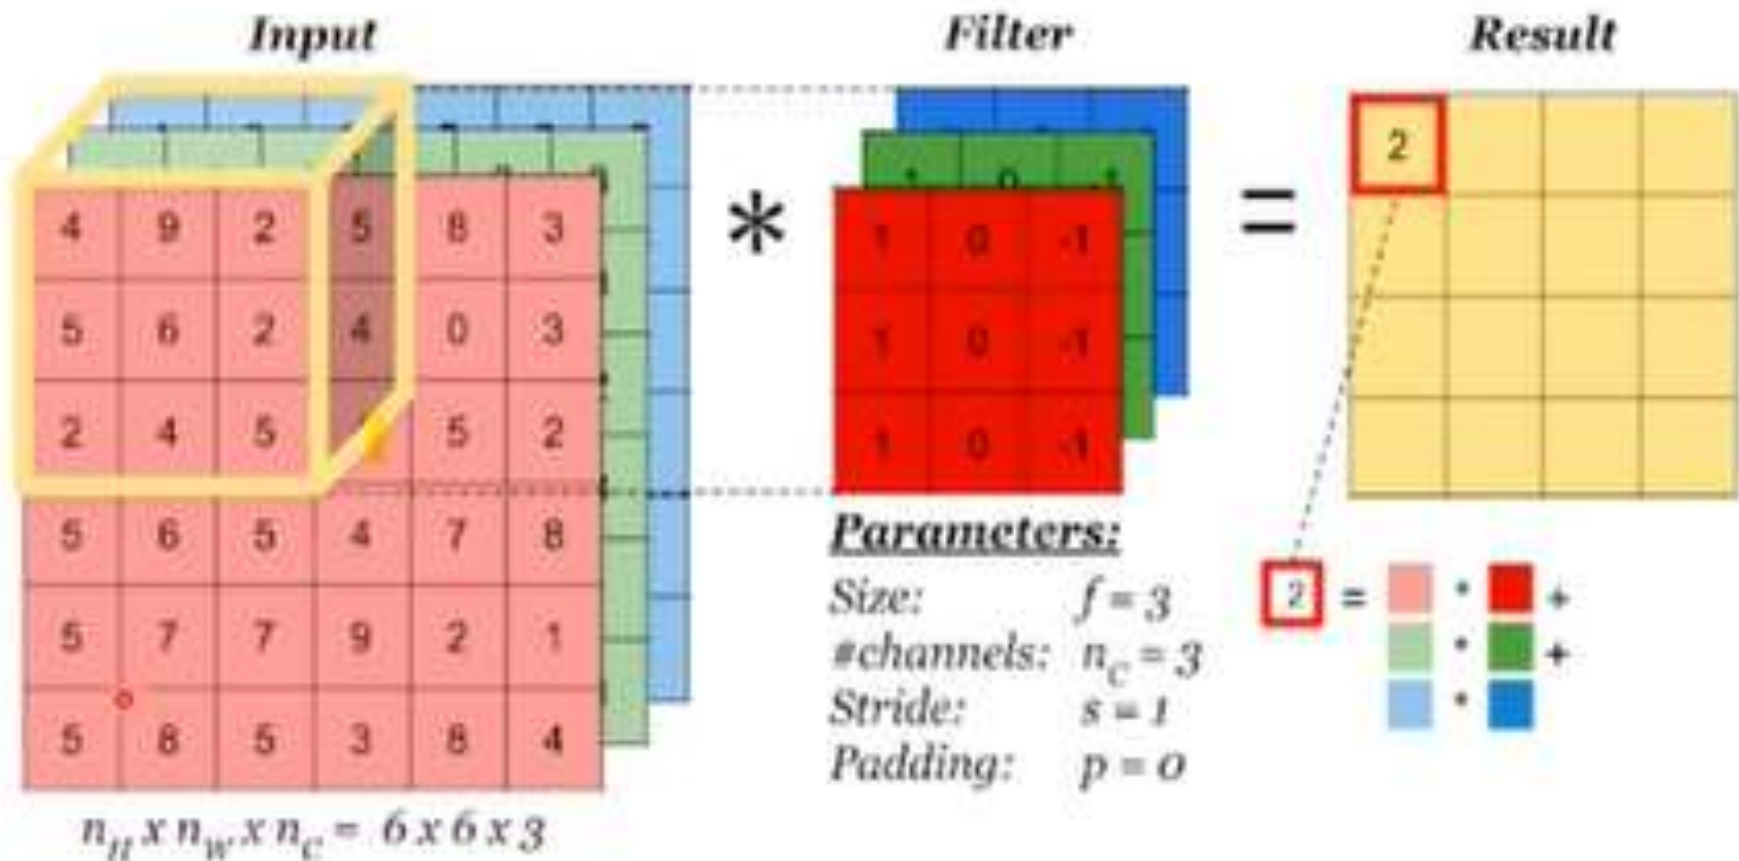 Input
Filter
Result
4 9 2 5 8 3
5 6 2 4 0 3
2 4 5 5 2
5 6 5 4 7 8
5 7 7 9 2 1
5 8 5 3 8 4
n_H x n_W x n_C = 6 x 6 x 3
*
1 0 -1
1 0 -1
1 0 -1
1 0 -1
Parameters:
Size: f = 3
#channels: n_C = 3
Stride: s = 1
Padding: p = 0
=
2
2 = * +
* +
*